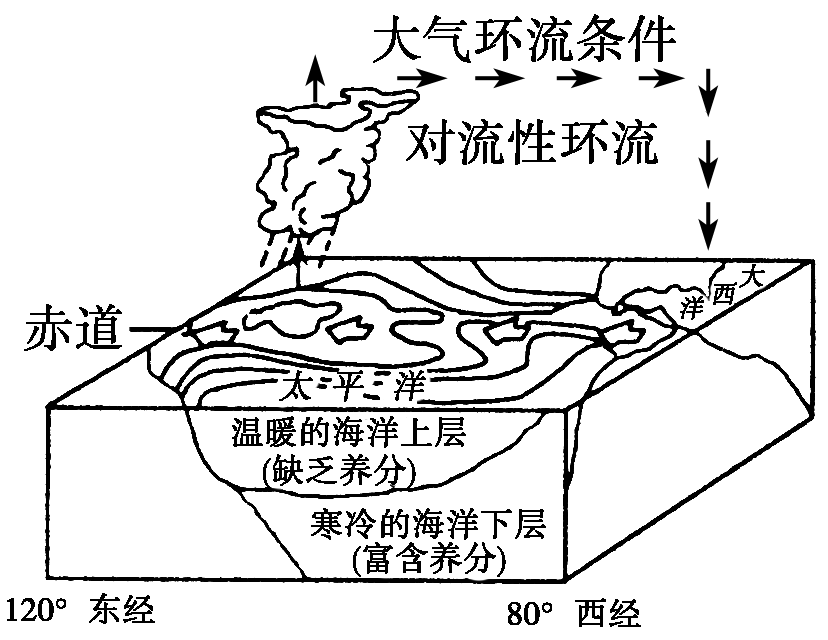 大气环流条件
对流性环流
大西洋
赤道
太平洋
温暖的海洋上层
(缺乏养分)
寒冷的海洋下层
(富含养分)
120° 东经
80° 西经